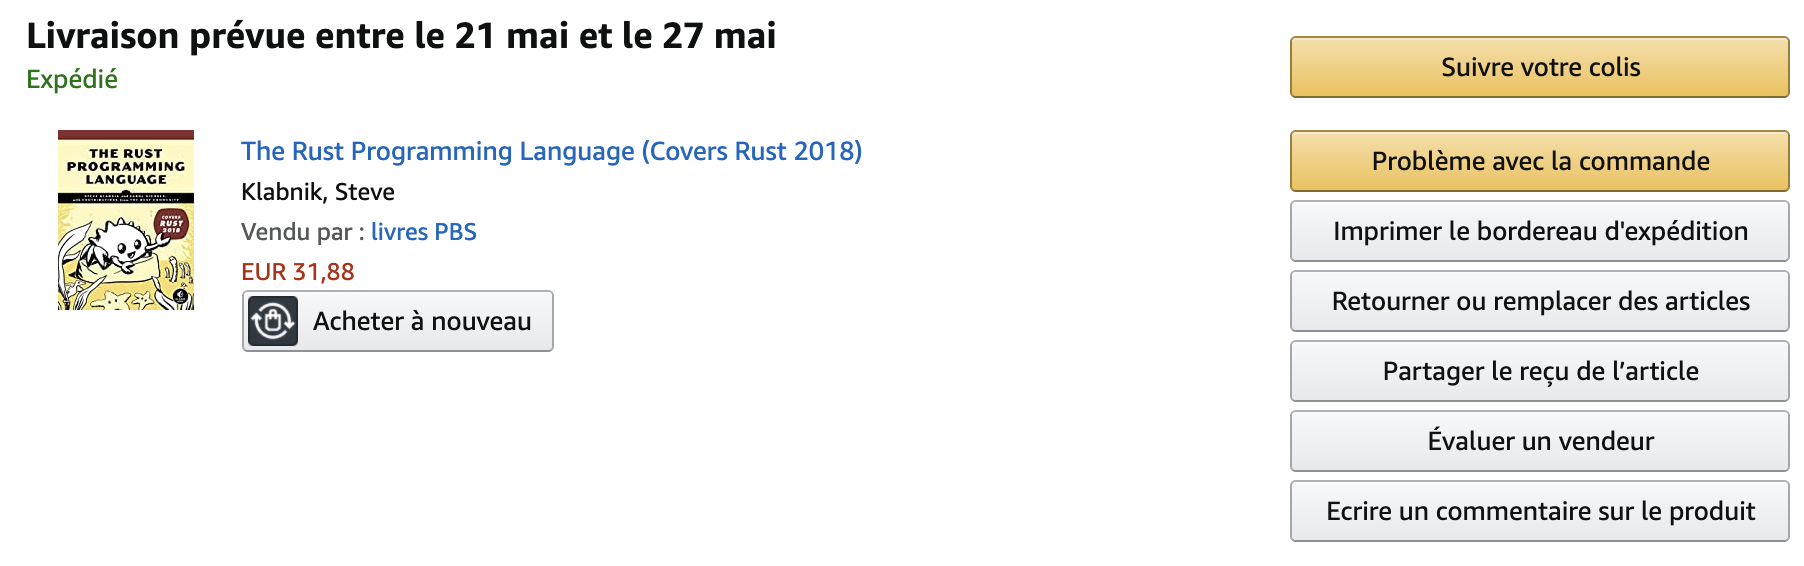 Livraison prévue entre le 21 mai et le 27 mai
Expédié
THE RUST
PROGRAMMING
LANGUAGE
COVERS
RUST
2018
The Rust Programming Language (Covers Rust 2018)
Klabnik, Steve
Vendu par : livres PBS
EUR 31,88
Acheter à nouveau
Suivre votre colis
Problème avec la commande
Imprimer le bordereau d'expédition
Retourner ou remplacer des articles
Partager le reçu de l’article
Évaluer un vendeur
Ecrire un commentaire sur le produit